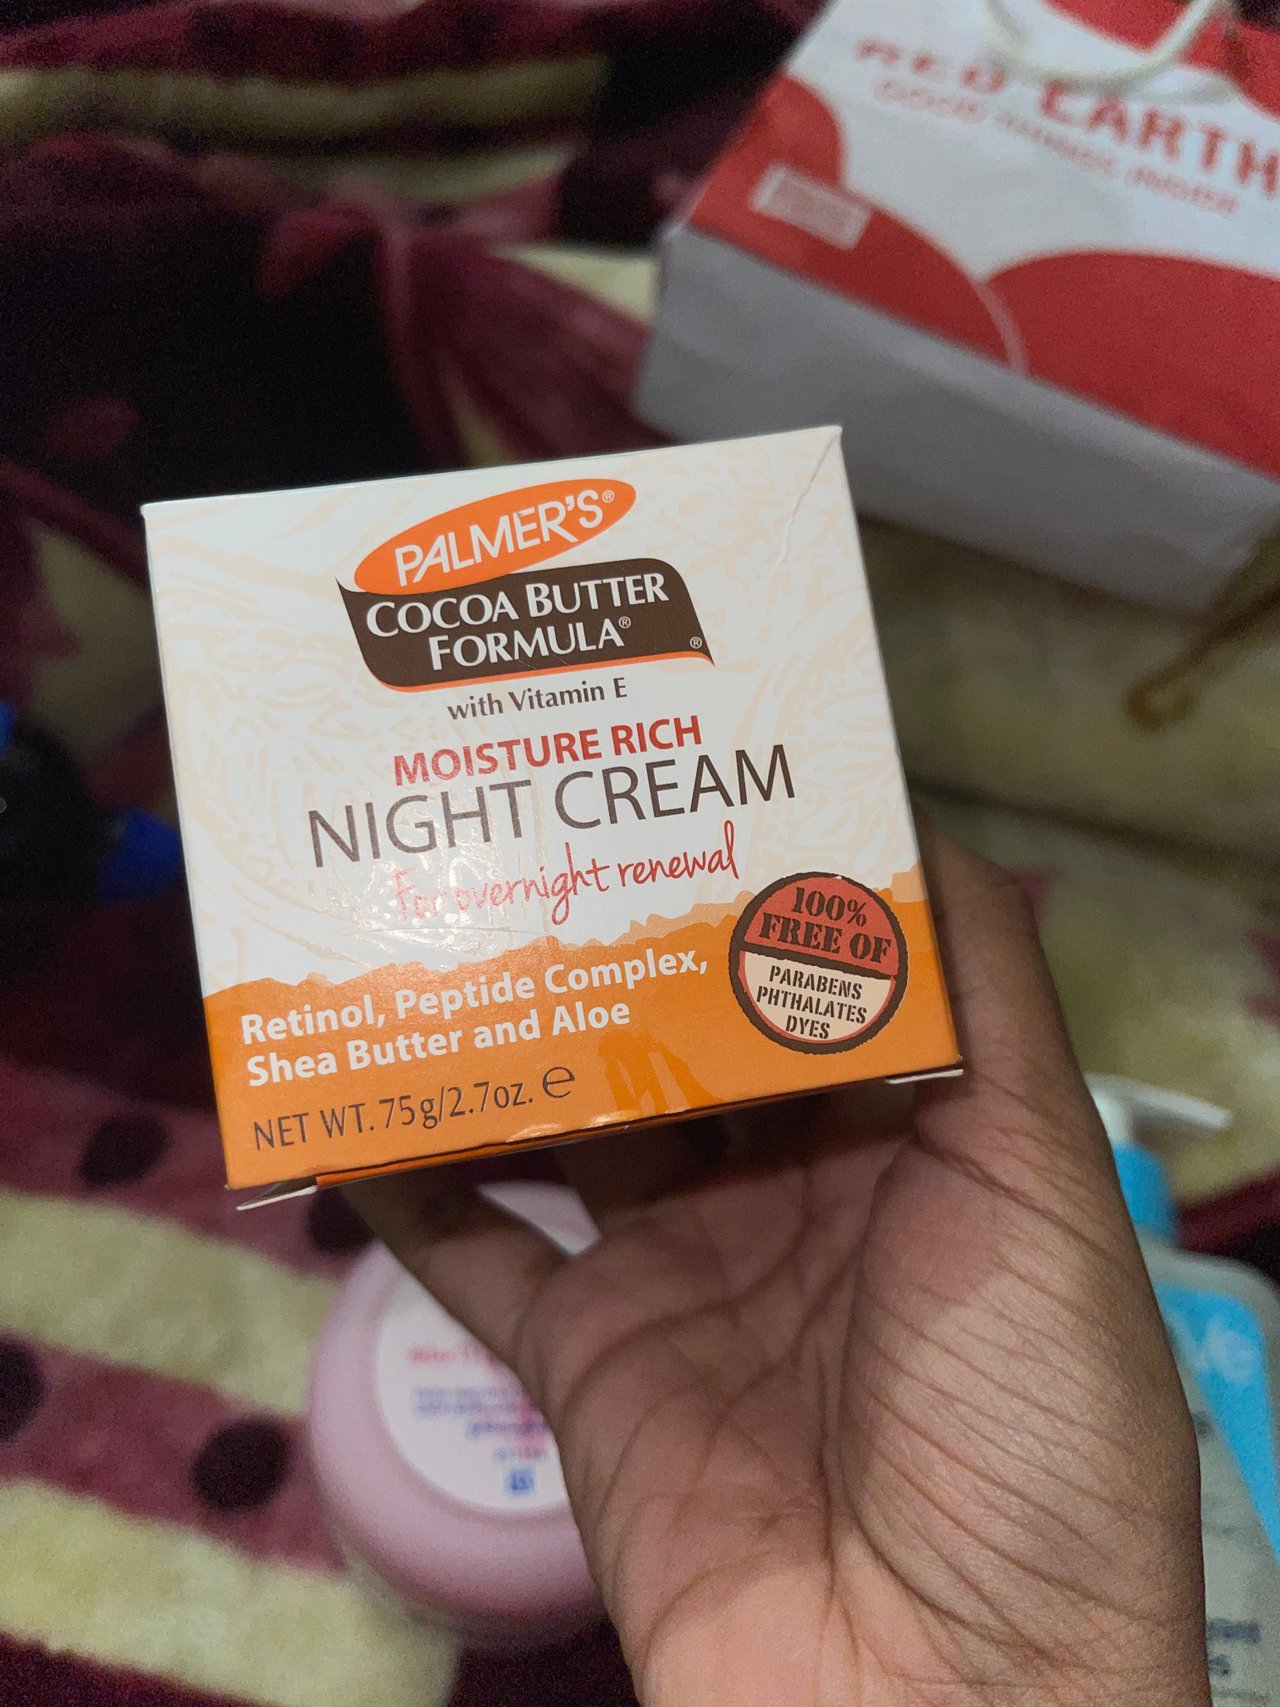 RED EARTH
PALMER'S®
COCOA BUTTER
FORMULA®
®
with Vitamin E
MOISTURE RICH
NIGHT CREAM
For overnight renewal
100%
FREE OF
PARABENS
PHTHALATES
DYES
Retinol, Peptide Complex,
Shea Butter and Aloe
NET WT. 75g/2.7oz. ℮